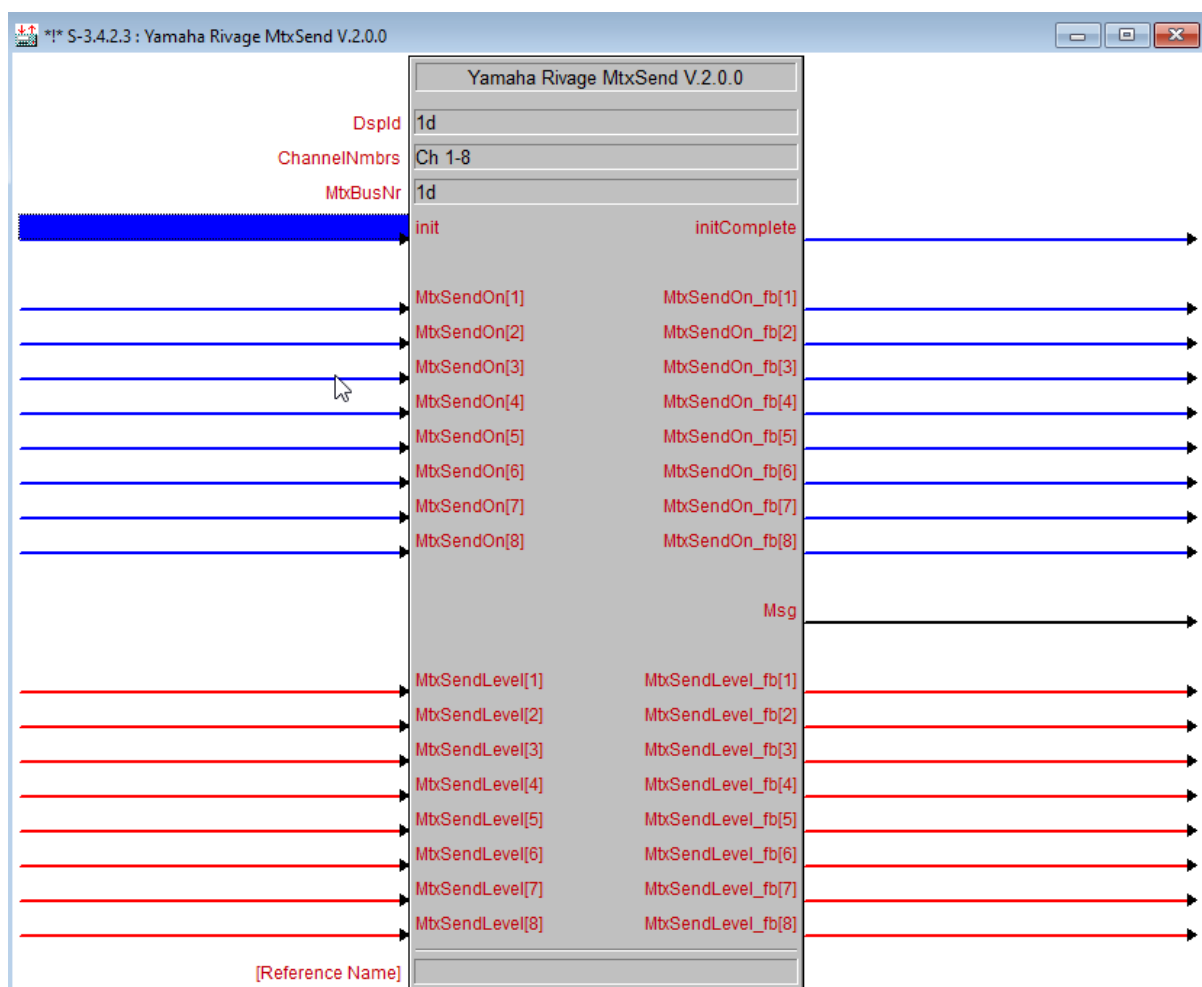 *!* S-3.4.2.3 : Yamaha Rivage MtxSend V.2.0.0
Yamaha Rivage MtxSend V.2.0.0
DspId 1d
ChannelNmbrs Ch 1-8
MtxBusNr 1d
init initComplete
MtxSendOn[1] MtxSendOn_fb[1]
MtxSendOn[2] MtxSendOn_fb[2]
MtxSendOn[3] MtxSendOn_fb[3]
MtxSendOn[4] MtxSendOn_fb[4]
MtxSendOn[5] MtxSendOn_fb[5]
MtxSendOn[6] MtxSendOn_fb[6]
MtxSendOn[7] MtxSendOn_fb[7]
MtxSendOn[8] MtxSendOn_fb[8]
Msg
MtxSendLevel[1] MtxSendLevel_fb[1]
MtxSendLevel[2] MtxSendLevel_fb[2]
MtxSendLevel[3] MtxSendLevel_fb[3]
MtxSendLevel[4] MtxSendLevel_fb[4]
MtxSendLevel[5] MtxSendLevel_fb[5]
MtxSendLevel[6] MtxSendLevel_fb[6]
MtxSendLevel[7] MtxSendLevel_fb[7]
MtxSendLevel[8] MtxSendLevel_fb[8]
[Reference Name]